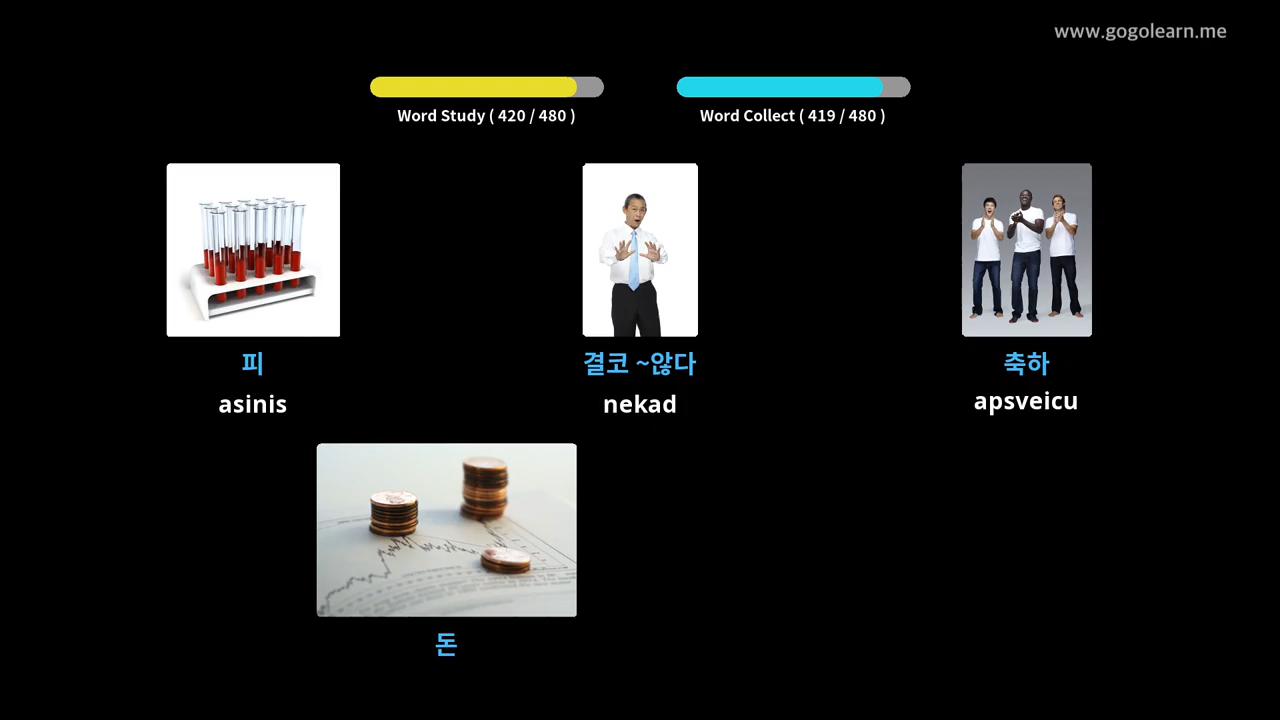 www.gogolearn.me
Word Study ( 420 / 480 )
Word Collect ( 419 / 480 )
피
결코 ~않다
축하
asinis
nekad
apsveicu
돈